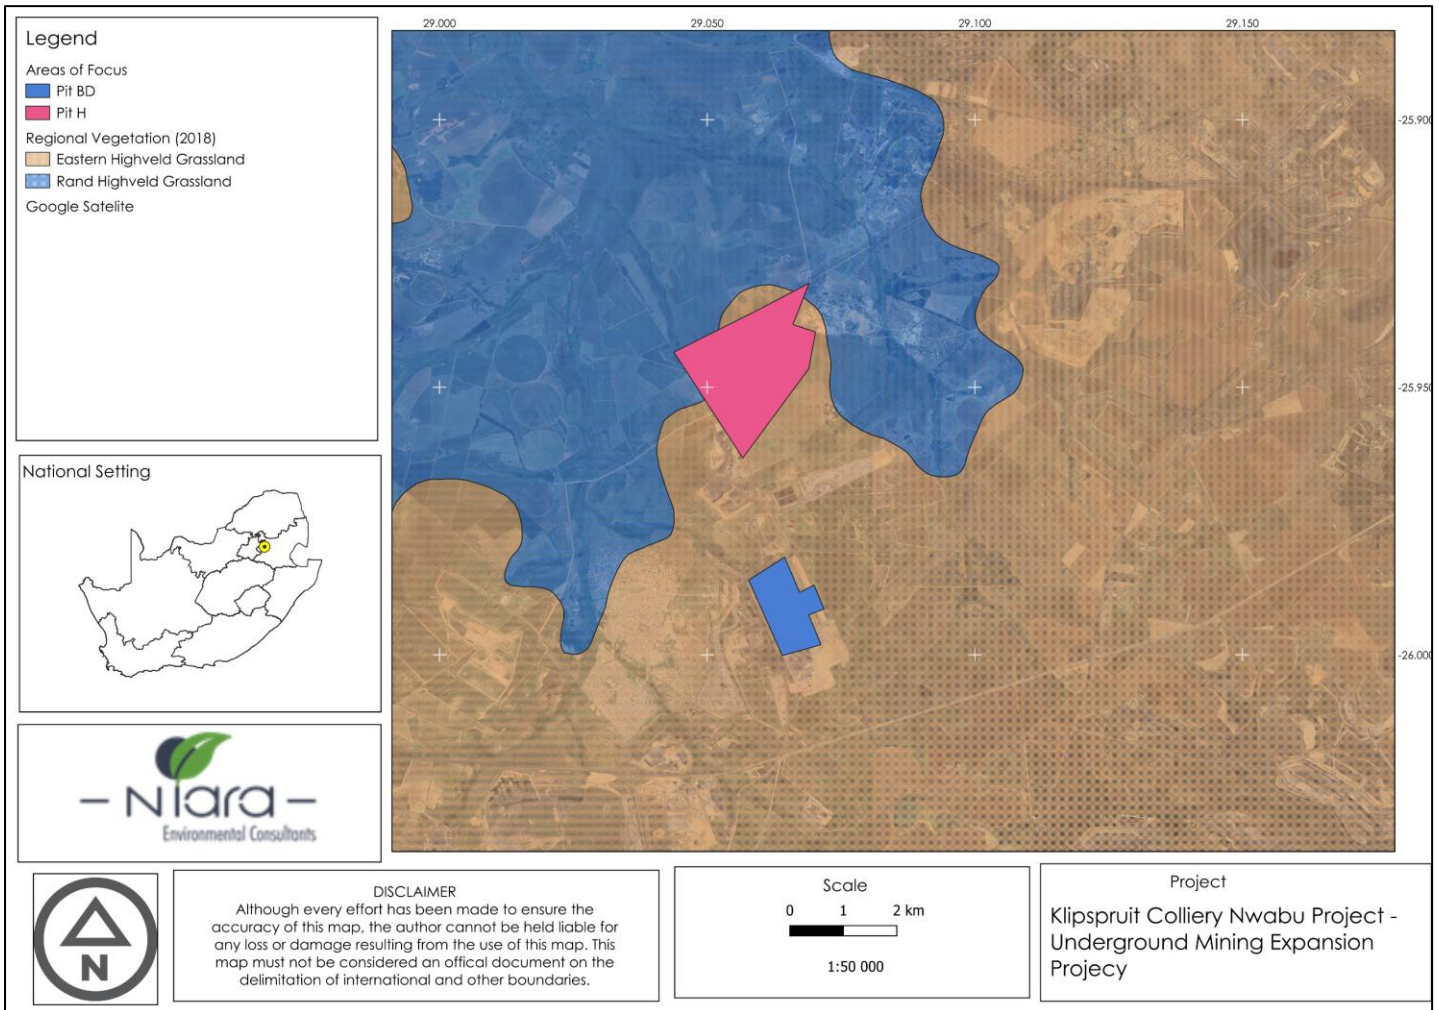 Legend
Areas of Focus
Pit BD
Pit H
Regional Vegetation (2018)
Eastern Highveld Grassland
Rand Highveld Grassland
Google Satelite
29.000
29.050
29.100
29.150
-25.900
-25.950
-26.000
National Setting
– Niara –
Environmental Consultants
N
DISCLAIMER
Although every effort has been made to ensure the
accuracy of this map, the author cannot be held liable for
any loss or damage resulting from the use of this map. This
map must not be considered an offical document on the
delimitation of international and other boundaries.
Scale
0 1 2 km
1:50 000
Project
Klipspruit Colliery Nwabu Project -
Underground Mining Expansion
Projecy